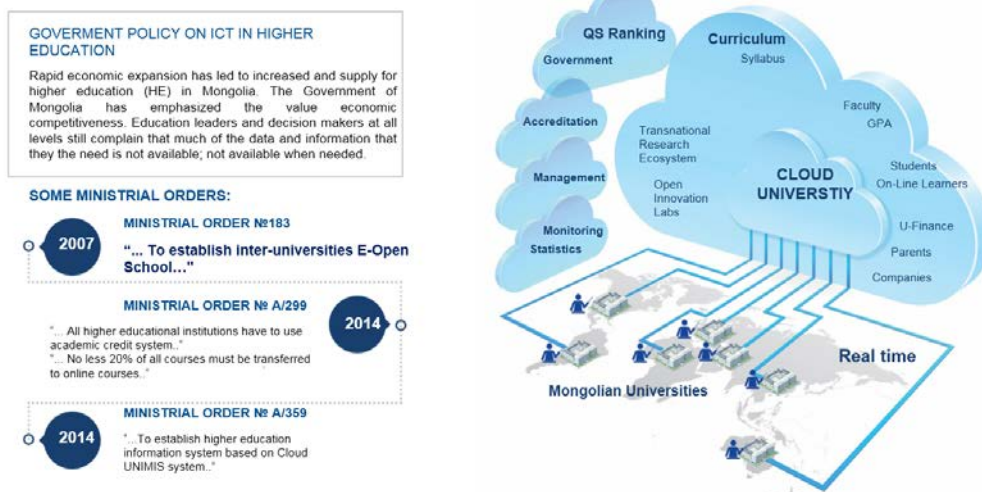 GOVERMENT POLICY ON ICT IN HIGHER
EDUCATION
Rapid economic expansion has led to increased and supply for
higher education (HE) in Mongolia. The Government of
Mongolia has emphasized the value economic
competitiveness. Education leaders and decision makers at all
levels still complain that much of the data and information that
they the need is not available; not available when needed.
SOME MINISTRIAL ORDERS:
2007
MINISTRIAL ORDER №183
“... To establish inter-universities E-Open
School...”
MINISTRIAL ORDER № A/299
2014
“... All higher educational institutions have to use
academic credit system..”
“... No less 20% of all courses must be transferred
to online courses..”
MINISTRIAL ORDER № A/359
2014
“...To establish higher education
information system based on Cloud
UNIMIS system..”
QS Ranking
Government
Accreditation
Management
Monitoring
Statistics
Curriculum
Syllabus
Faculty
GPA
Transnational
Research
Ecosystem
Open
Innovation
Labs
CLOUD
UNIVERSTIY
Students
On-Line Learners
U-Finance
Parents
Companies
Real time
Mongolian Universities